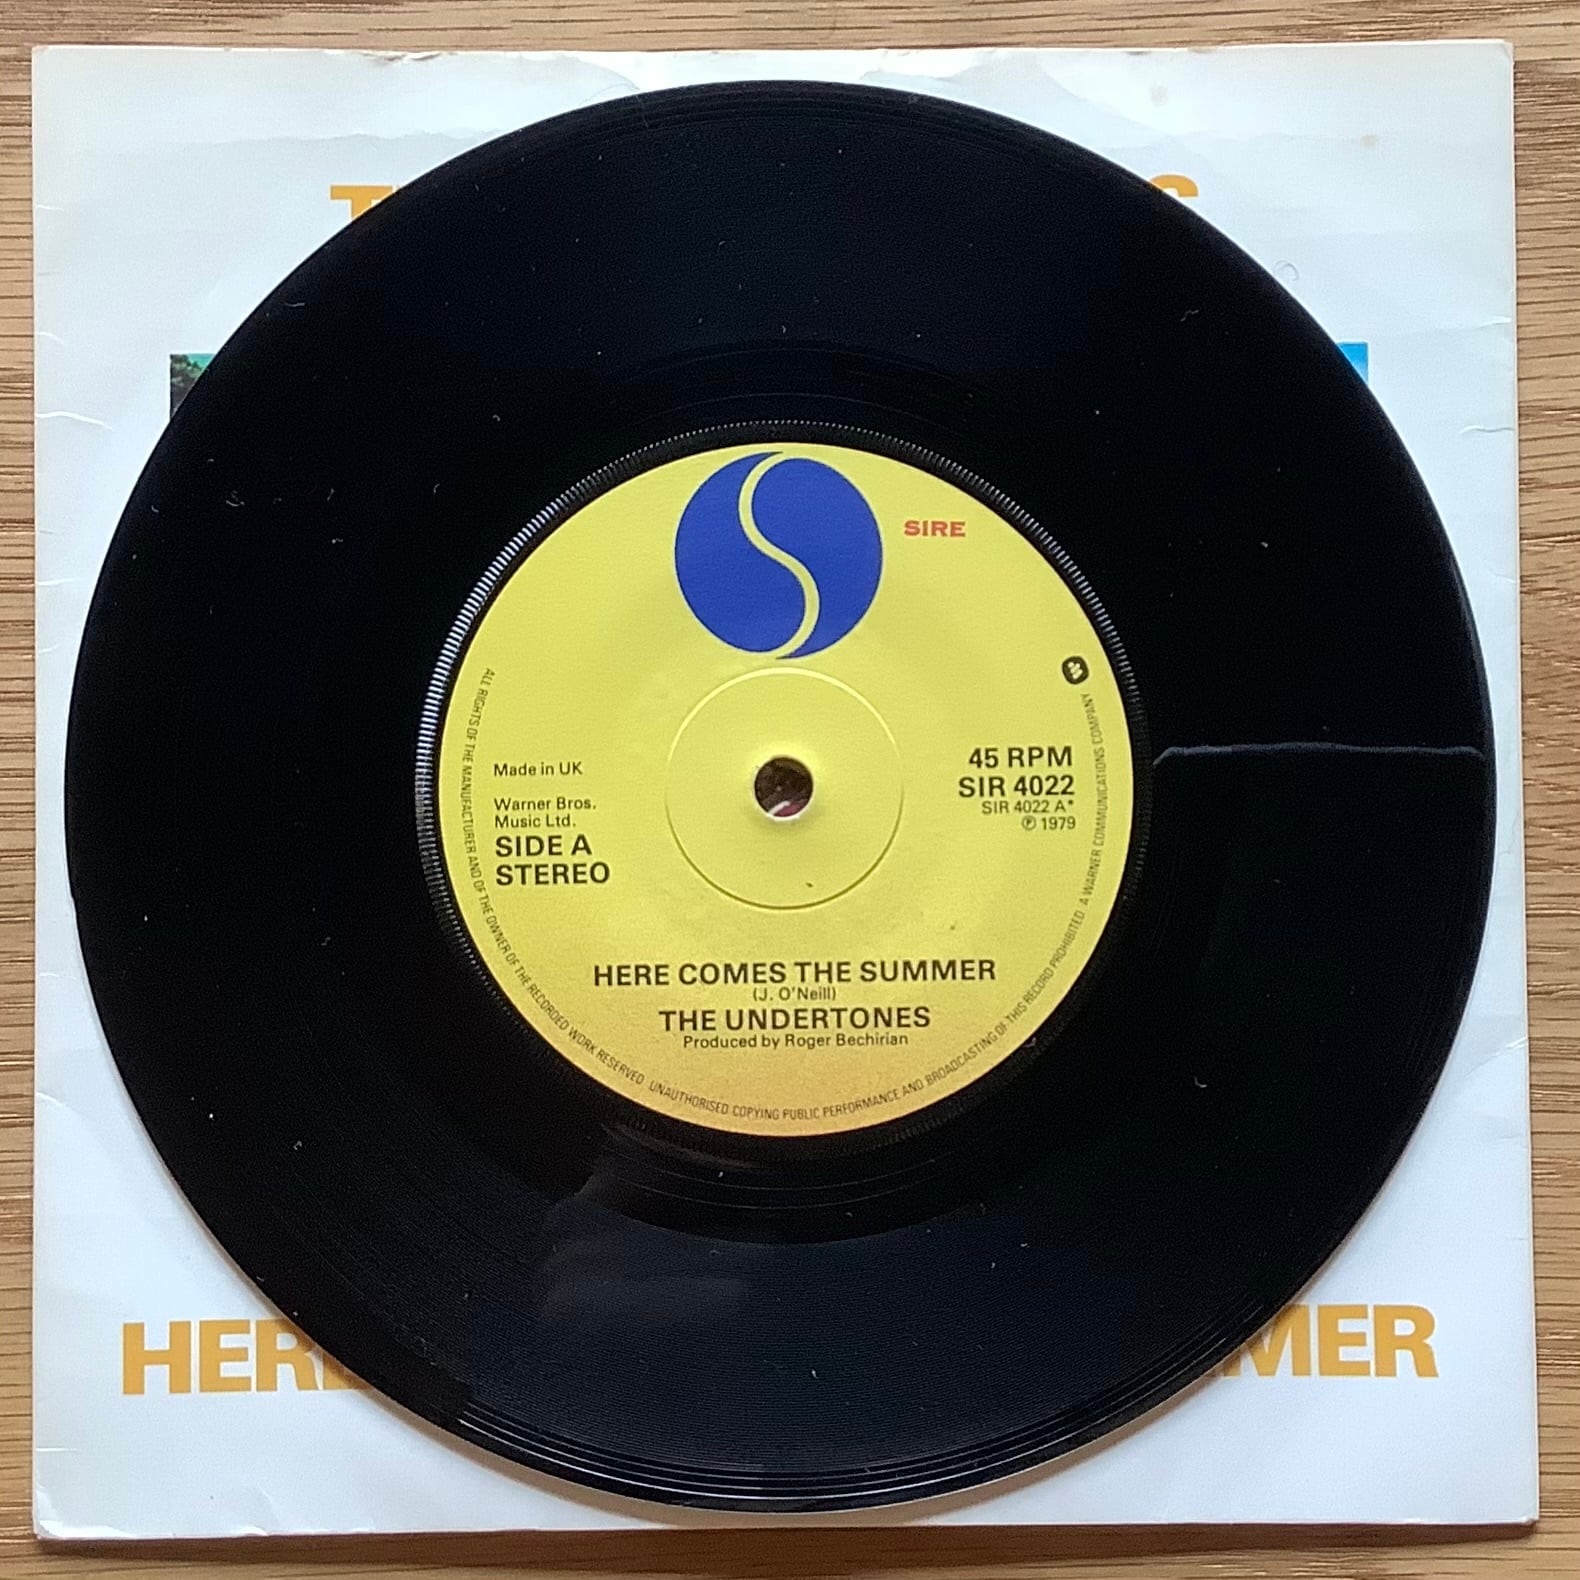 SIRE
Made in UK
Warner Bros.
Music Ltd.
SIDE A
STEREO
45 RPM
SIR 4022
SIR 4022 A*
℗ 1979
HERE COMES THE SUMMER
(J. O'Neill)
THE UNDERTONES
Produced by Roger Bechirian
ALL RIGHTS OF THE MANUFACTURER AND OF THE OWNER OF THE RECORDED WORK RESERVED UNAUTHORISED COPYING PUBLIC PERFORMANCE AND BROADCASTING OF THIS RECORD PROHIBITED A WARNER COMMUNICATIONS COMPANY